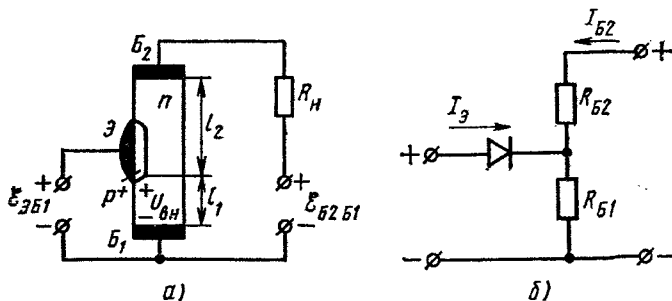 Б2
n
Rн
Э
l2
+
+
ℰЭБ1
p+
+
Uвн
l1
ℰБ2Б1
−
−
−
Б1
а)
IБ2
+
RБ2
IЭ
+
RБ1
−
−
б)